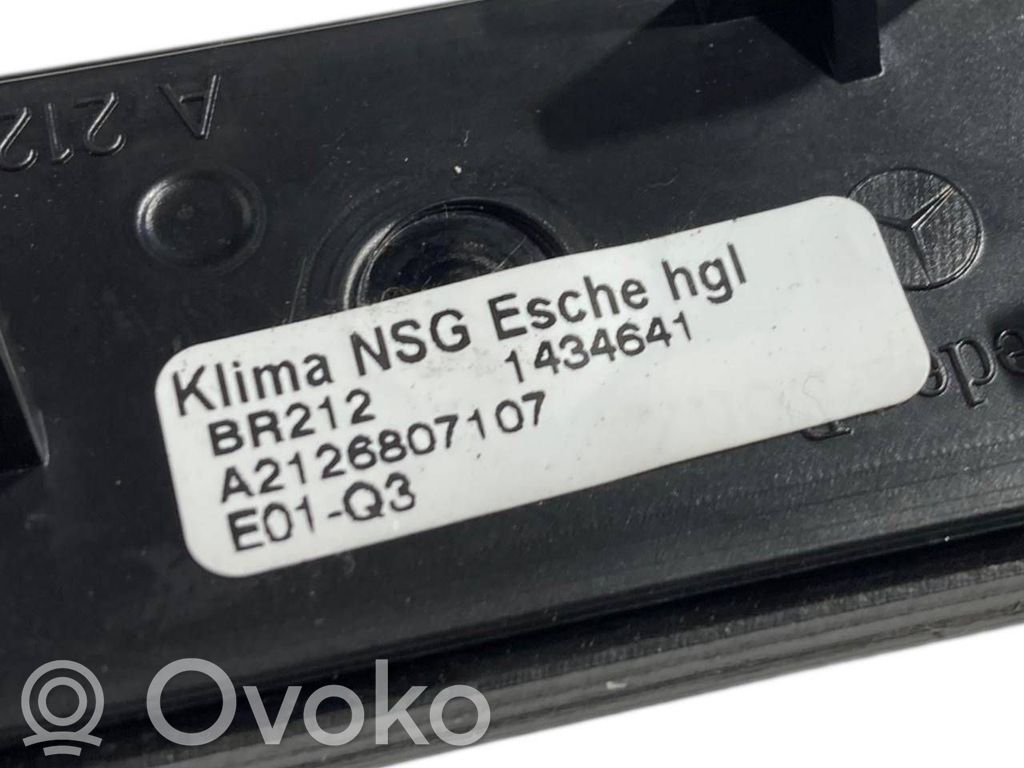 A 212
Klima NSG Esche hgl
BR212 1434641
A2126807107
E01-Q3
Ovoko